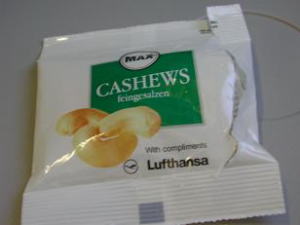 MAX
CASHEWS
feingesalzen
With compliments
Lufthansa